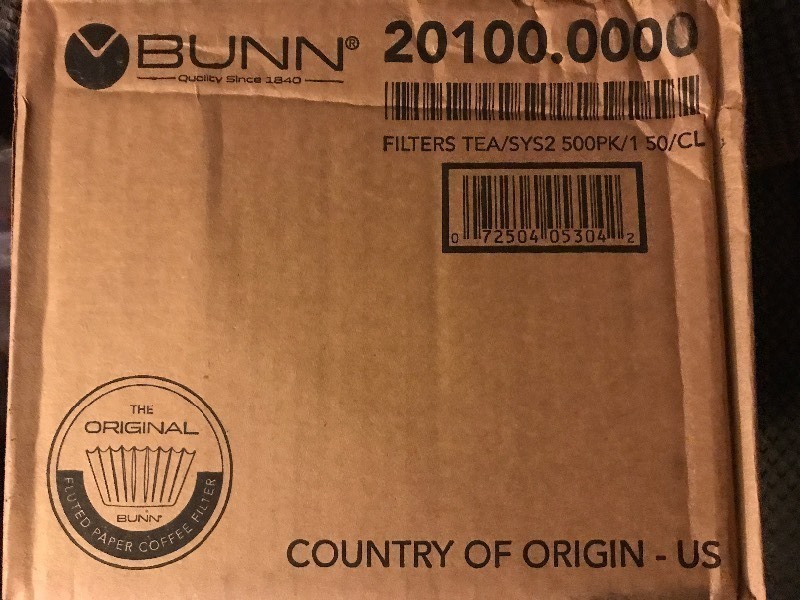 BUNN®
Quality Since 1840
20100.0000
FILTERS TEA/SYS2 500PK/1 50/CL
0 72504 05304 2
THE
ORIGINAL
BUNN®
FLUTED PAPER COFFEE FILTER
COUNTRY OF ORIGIN - US